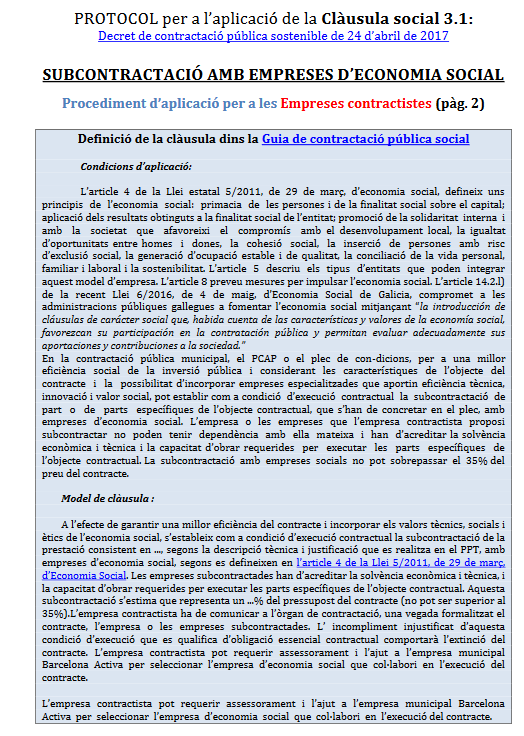 PROTOCOL per a l’aplicació de la Clàusula social 3.1:
Decret de contractació pública sostenible de 24 d’abril de 2017
SUBCONTRACTACIÓ AMB EMPRESES D’ECONOMIA SOCIAL
Procediment d’aplicació per a les Empreses contractistes (pàg. 2)
Definició de la clàusula dins la Guia de contractació pública social
Condicions d’aplicació:
L’article 4 de la Llei estatal 5/2011, de 29 de març, d’economia social, defineix uns
principis de l’economia social: primacia de les persones i de la finalitat social sobre el capital;
aplicació dels resultats obtinguts a la finalitat social de l’entitat; promoció de la solidaritat interna i
amb la societat que afavoreixi el compromís amb el desenvolupament local, la igualtat
d’oportunitats entre homes i dones, la cohesió social, la inserció de persones amb risc
d’exclusió social, la generació d’ocupació estable i de qualitat, la conciliació de la vida personal,
familiar i laboral i la sostenibilitat. L’article 5 descriu els tipus d’entitats que poden integrar
aquest model d’empresa. L’article 8 preveu mesures per impulsar l’economia social. L’article 14.2.l)
de la recent Llei 6/2016, de 4 de maig, d’Economia Social de Galicia, compromet a les
administracions públiques gallegues a fomentar l’economia social mitjançant “la introducción de
cláusulas de carácter social que, habida cuenta de las características y valores de la economía social,
favorezcan su participación en la contratación pública y permitan evaluar adecuadamente sus
aportaciones y contribuciones a la sociedad.”
En la contractació pública municipal, el PCAP o el plec de con-dicions, per a una millor
eficiència social de la inversió pública i considerant les característiques de l’objecte del
contracte i la possibilitat d’incorporar empreses especialitzades que aportin eficiència tècnica,
innovació i valor social, pot establir com a condició d’execució contractual la subcontractació de
part o de parts específiques de l’objecte contractual, que s’han de concretar en el plec, amb
empreses d’economia social. L’empresa o les empreses que l’empresa contractista proposi
subcontractar no poden tenir dependència amb ella mateixa i han d’acreditar la solvència
econòmica i tècnica i la capacitat d’obrar requerides per executar les parts específiques de
l’objecte contractual. La subcontractació amb empreses socials no pot sobrepassar el 35% del
preu del contracte.
Model de clàusula :
A l’efecte de garantir una millor eficiència del contracte i incorporar els valors tècnics, socials i
ètics de l’economia social, s’estableix com a condició d’execució contractual la subcontractació de la
prestació consistent en ..., segons la descripció tècnica i justificació que es realitza en el PPT, amb
empreses d’economia social, segons es defineixen en l’article 4 de la Llei 5/2011, de 29 de març,
d’Economia Social. Les empreses subcontractades han d’acreditar la solvència econòmica i tècnica, i
la capacitat d’obrar requerides per executar les parts específiques de l’objecte contractual. Aquesta
subcontractació s’estima que representa un ...% del pressupost del contracte (no pot ser superior al
35%).L’empresa contractista ha de comunicar a l’òrgan de contractació, una vegada formalitzat el
contracte, l’empresa o les empreses subcontractades. L’ incompliment injustificat d’aquesta
condició d’execució que es qualifica d’obligació essencial contractual comportarà l’extinció del
contracte. L’empresa contractista pot requerir assessorament i l’ajut a l’empresa municipal
Barcelona Activa per seleccionar l’empresa d’economia social que col·labori en l’execució del
contracte.
L’empresa contractista pot requerir assessorament i l’ajut a l’empresa municipal Barcelona
Activa per seleccionar l’empresa d’economia social que col·labori en l’execució del contracte.